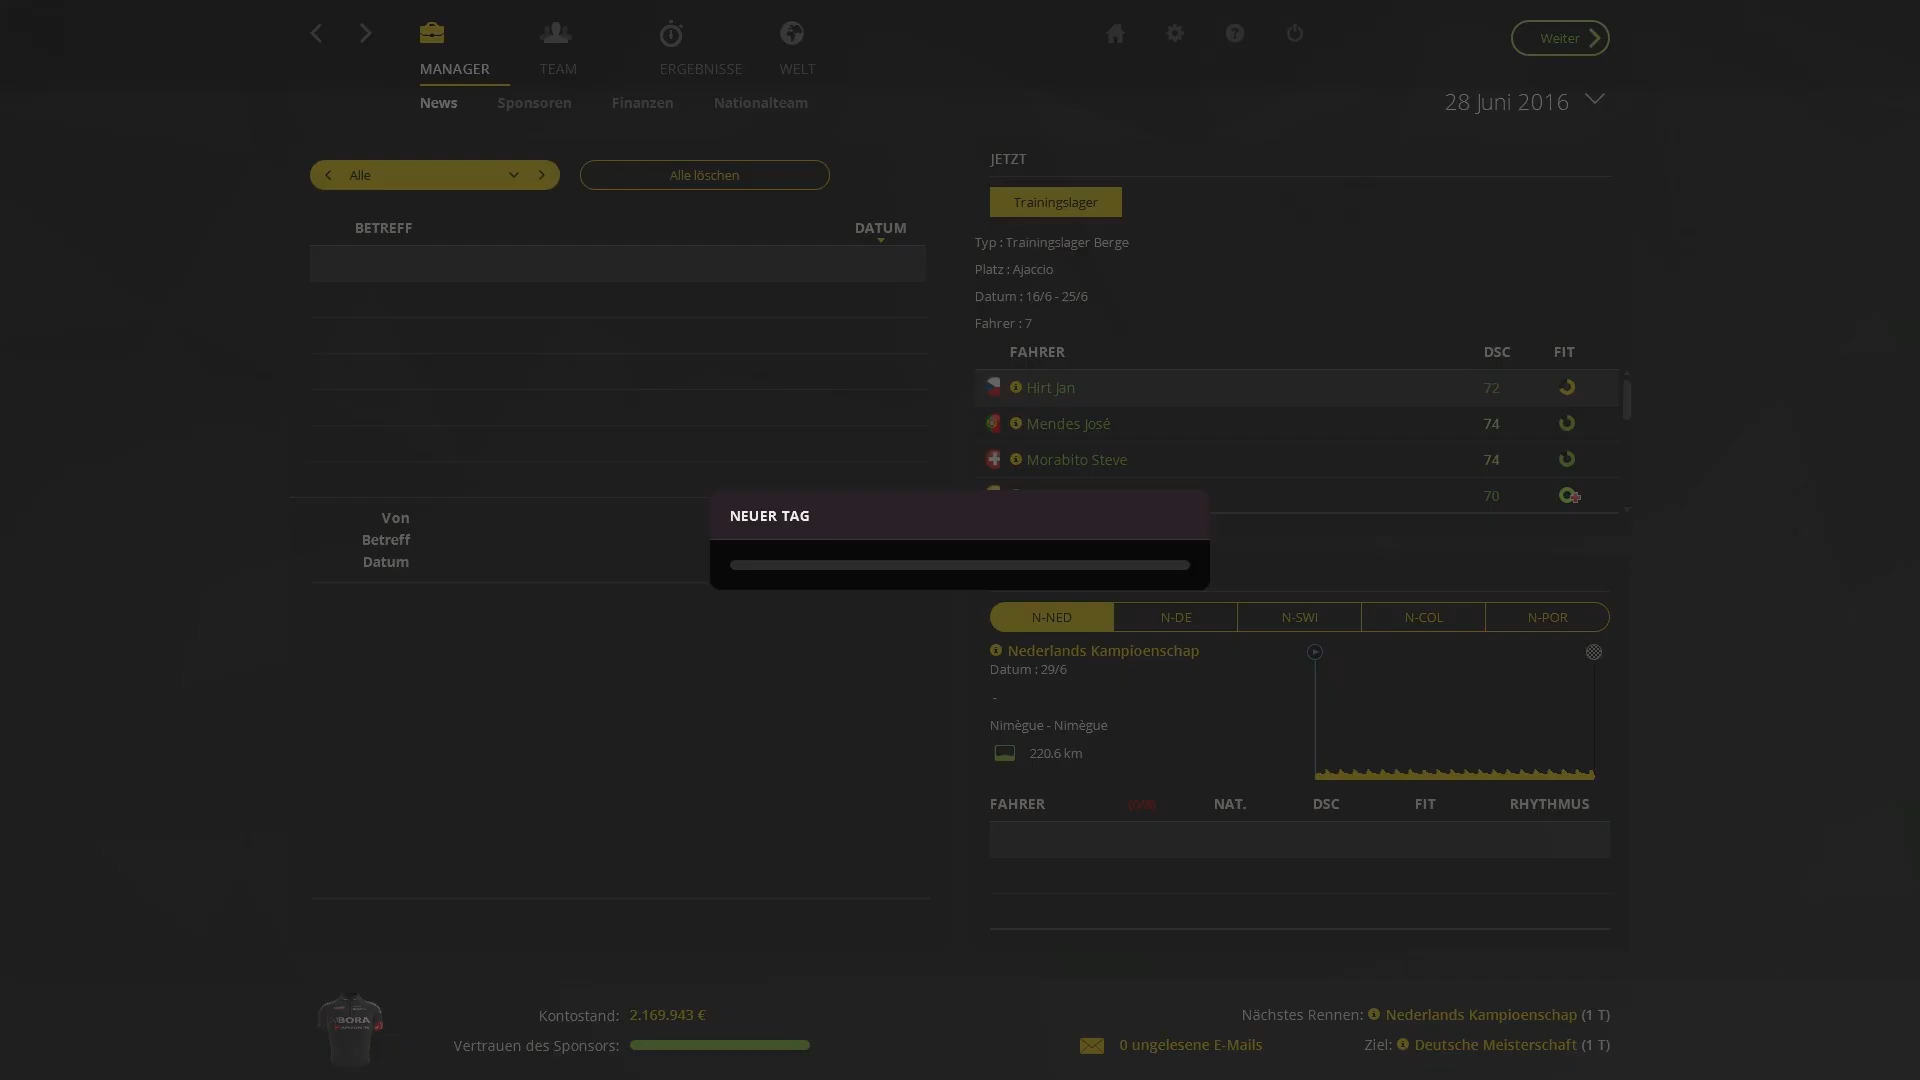 MANAGER
TEAM
ERGEBNISSE
WELT
Weiter
News
Sponsoren
Finanzen
Nationalteam
28 Juni 2016
Alle
Alle löschen
BETREFF
DATUM
Von
Betreff
Datum
JETZT
Trainingslager
Typ : Trainingslager Berge
Platz : Ajaccio
Datum : 16/6 - 25/6
Fahrer : 7
FAHRER DSC FIT
Hirt Jan 72
Mendes José 74
Morabito Steve 74
70
NEUER TAG
N-NED
N-DE
N-SWI
N-COL
N-POR
Nederlands Kampioenschap
Datum : 29/6
-
Nimègue - Nimègue
220.6 km
FAHRER NAT. DSC FIT RHYTHMUS
BORA
Kontostand: 2.169.943 €
Vertrauen des Sponsors:
0 ungelesene E-Mails
Nächstes Rennen: Nederlands Kampioenschap (1 T)
Ziel: Deutsche Meisterschaft (1 T)